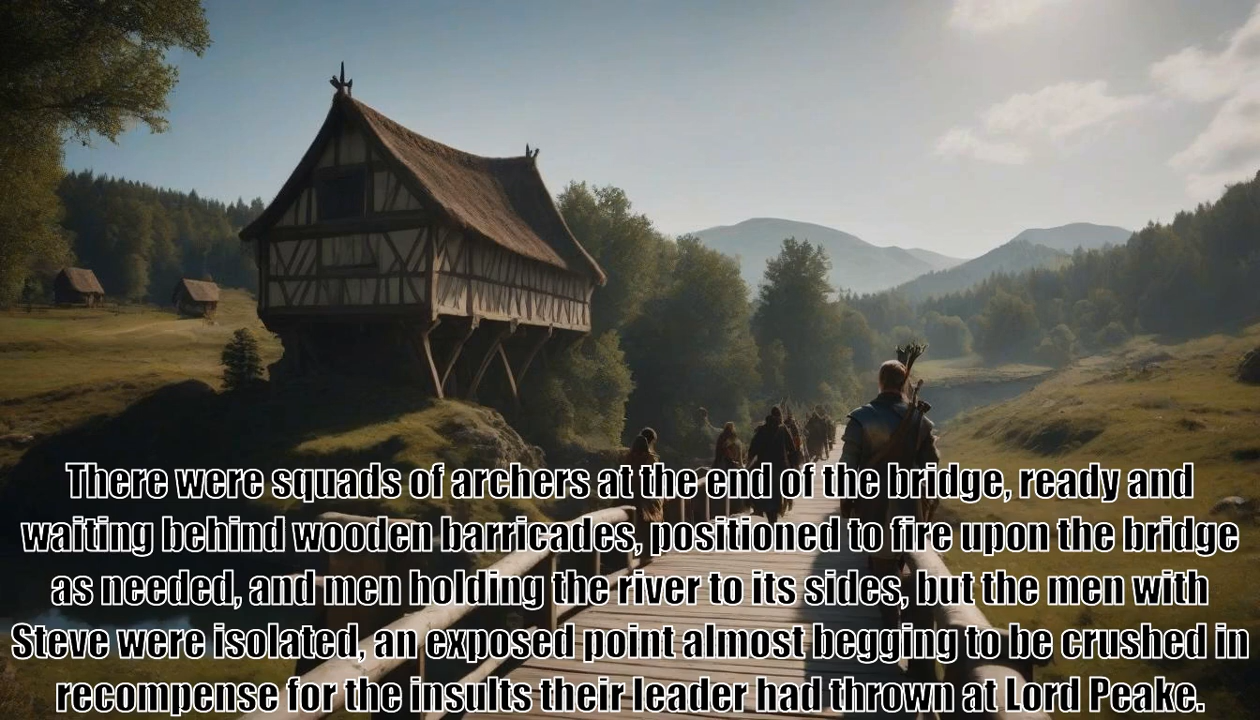 There were squads of archers at the end of the bridge, ready and
waiting behind wooden barricades, positioned to fire upon the bridge
as needed, and men holding the river to its sides, but the men with
Steve were isolated, an exposed point almost begging to be crushed in
recompense for the insults their leader had thrown at Lord Peake.